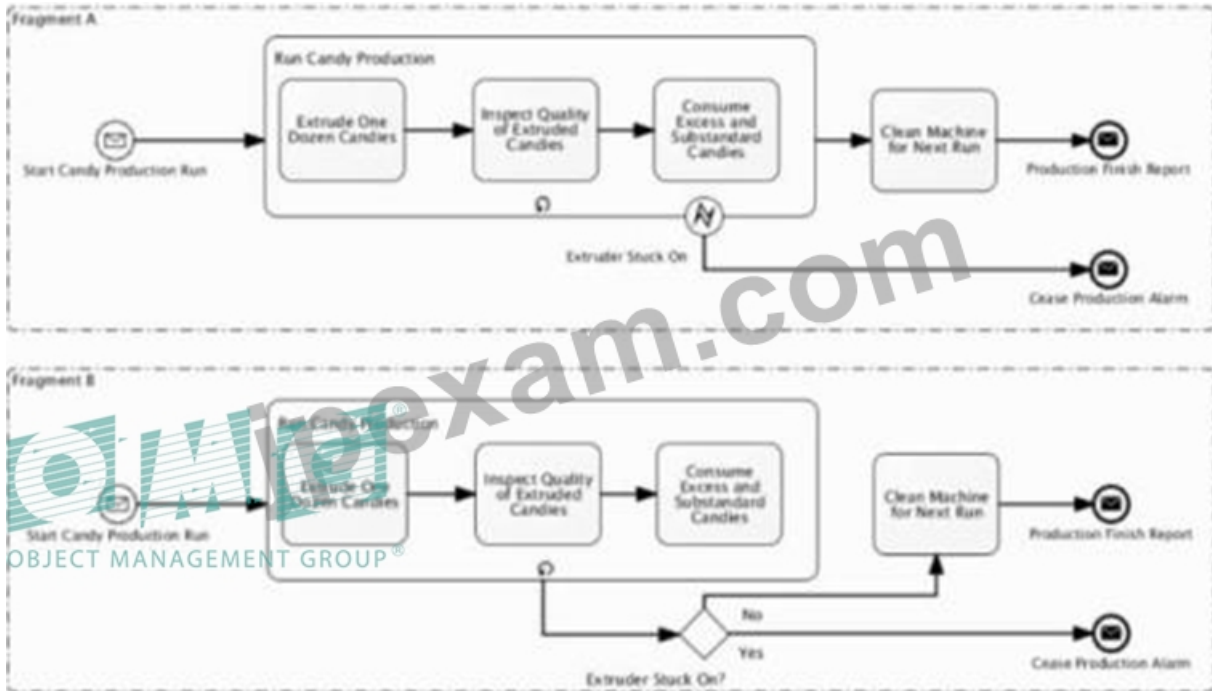 Fragment A
Run Candy Production
Extrude One
Dozen Candies
Inspect Quality
of Extruded
Candies
Consume
Excess and
Substandard
Candies
Clean Machine
for Next Run
Start Candy Production Run
Production Finish Report
Extruder Stuck On
Cease Production Alarm
ipexam.com
Fragment B
Run Candy Production
Extrude One
Dozen Candies
Inspect Quality
of Extruded
Candies
Consume
Excess and
Substandard
Candies
Clean Machine
for Next Run
OMG®
Start Candy Production Run
Production Finish Report
OBJECT MANAGEMENT GROUP®
No
Yes
Extruder Stuck On?
Cease Production Alarm